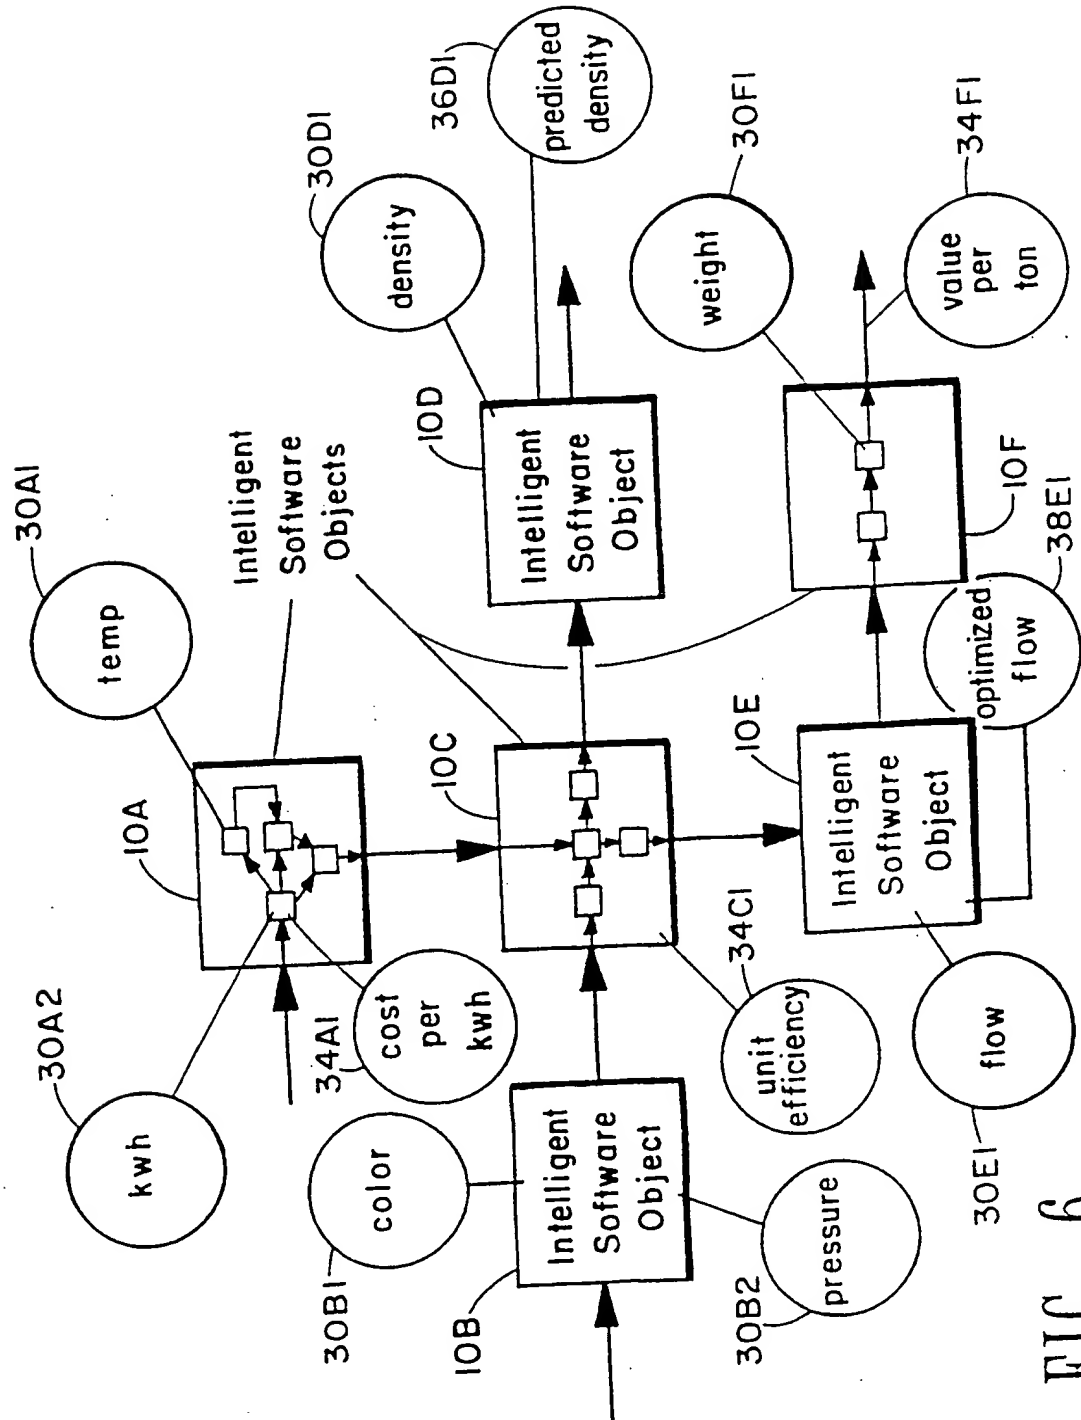 30A2
kwh
10A
temp
30A1
34A1
cost
per
kwh
Intelligent
Software
Objects
30B1
color
10B
Intelligent
Software
Object
30B2
pressure
10C
34C1
unit
efficiency
10D
Intelligent
Software
Object
30D1
density
36D1
predicted
density
10E
Intelligent
Software
Object
30E1
flow
optimized
flow
38E1
10F
weight
30F1
value
per
ton
34F1
FIG. 9